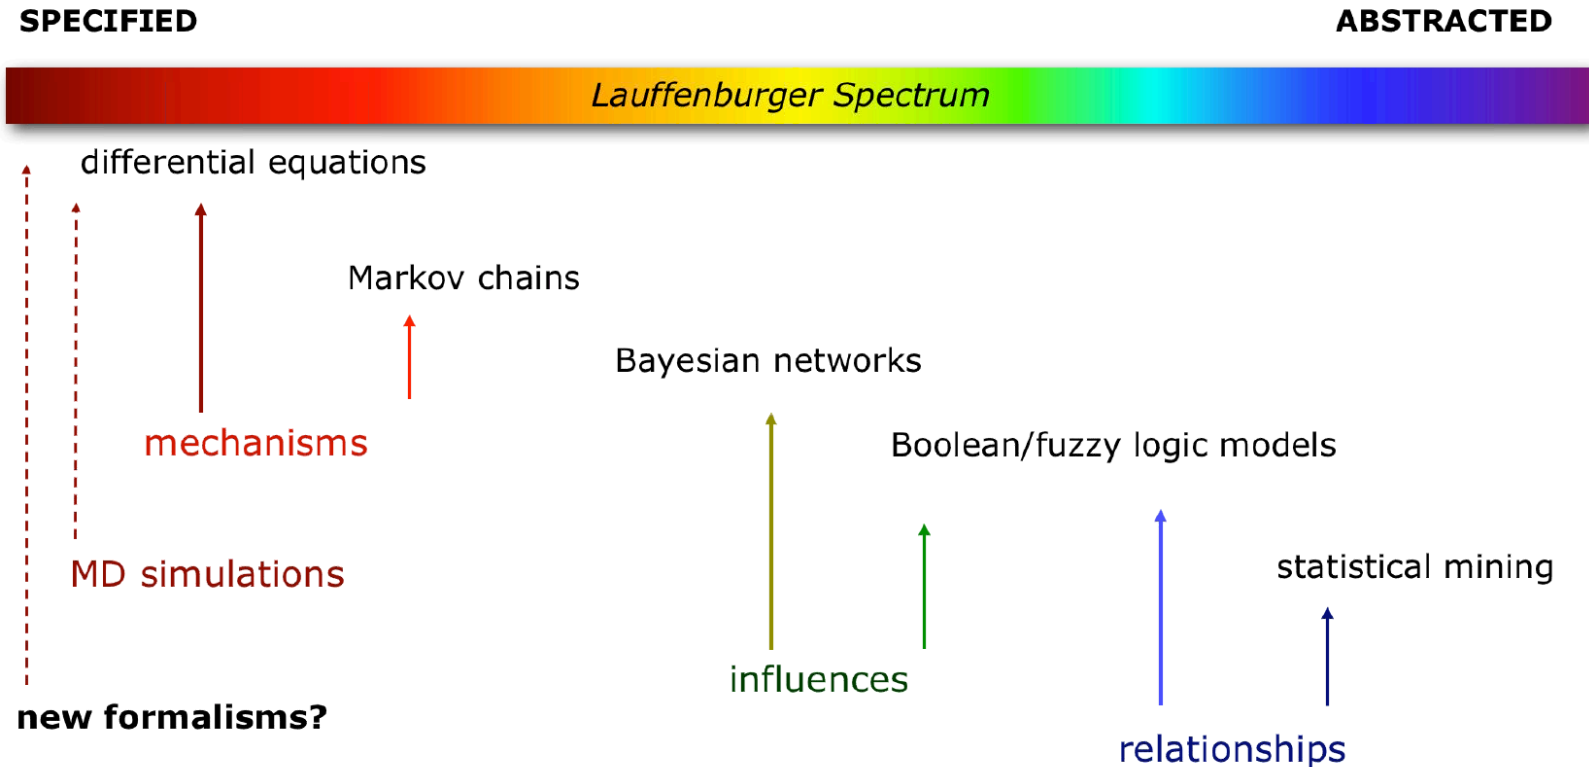 SPECIFIED
ABSTRACTED
Lauffenburger Spectrum
differential equations
Markov chains
Bayesian networks
mechanisms
Boolean/fuzzy logic models
MD simulations
statistical mining
influences
new formalisms?
relationships